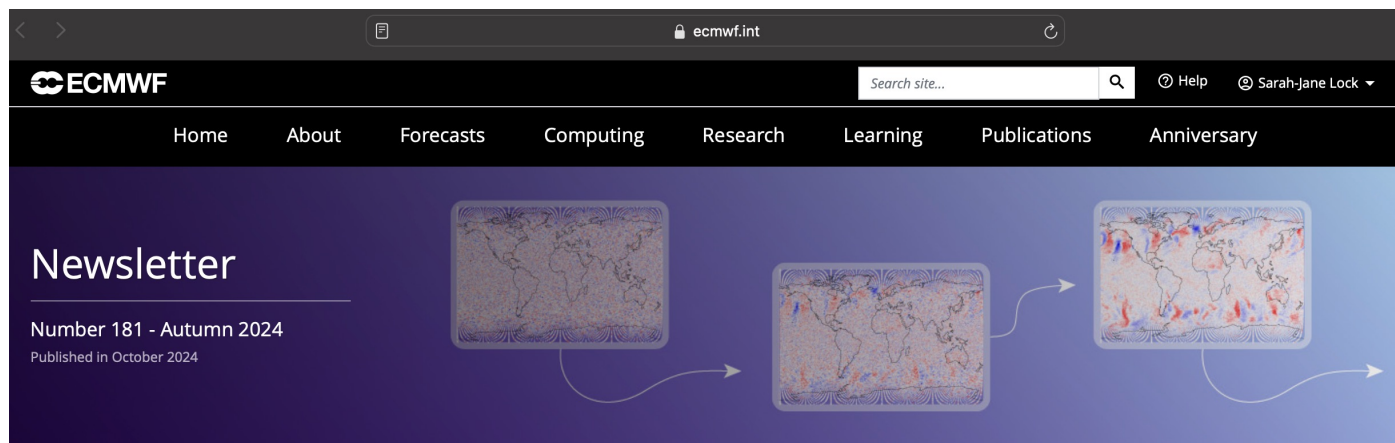 ecmwf.int
ECMWF
Search site...
Help
Sarah-Jane Lock
Home About Forecasts Computing Research Learning Publications Anniversary
Newsletter
Number 181 - Autumn 2024
Published in October 2024